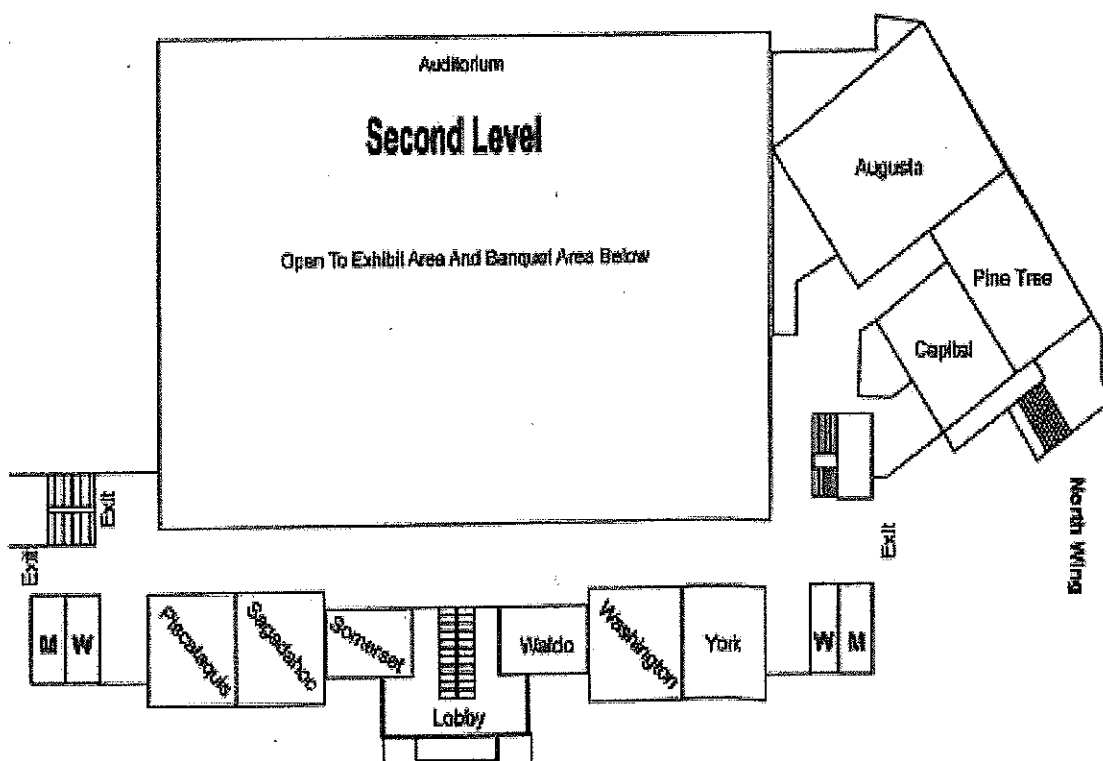 Auditorium
Second Level
Open To Exhibit Area And Banquet Area Below
Augusta
Pine Tree
Capital
North Wing
Exit
Exit
Exit
M
W
Piscataquis
Sagadahoc
Somerset
Lobby
Waldo
Washington
York
W
M